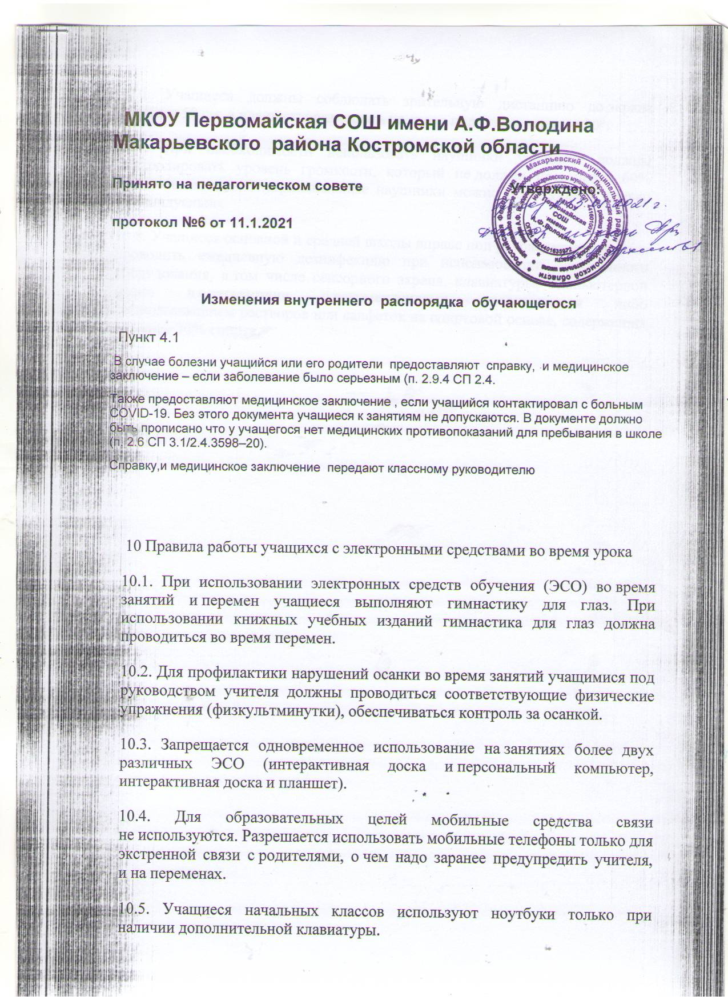 МКОУ Первомайская СОШ имени А.Ф.Володина
Макарьевского района Костромской области
Принято на педагогическом совете
Утверждено:
протокол №6 от 11.1.2021
2021 г.
МКОУ
Первомайская
СОШ
имени
А.Ф.Володина
Изменения внутреннего распорядка обучающегося
Пункт 4.1
В случае болезни учащийся или его родители предоставляют справку, и медицинское
заключение – если заболевание было серьезным (п. 2.9.4 СП 2.4.
Также предоставляют медицинское заключение , если учащийся контактировал с больным
COVID-19. Без этого документа учащиеся к занятиям не допускаются. В документе должно
быть прописано что у учащегося нет медицинских противопоказаний для пребывания в школе
(п. 2.6 СП 3.1/2.4.3598–20).
Справку,и медицинское заключение передают классному руководителю
10 Правила работы учащихся с электронными средствами во время урока
10.1. При использовании электронных средств обучения (ЭСО) во время
занятий и перемен учащиеся выполняют гимнастику для глаз. При
использовании книжных учебных изданий гимнастика для глаз должна
проводиться во время перемен.
10.2. Для профилактики нарушений осанки во время занятий учащимися под
руководством учителя должны проводиться соответствующие физические
упражнения (физкультминутки), обеспечиваться контроль за осанкой.
10.3. Запрещается одновременное использование на занятиях более двух
различных ЭСО (интерактивная доска и персональный компьютер,
интерактивная доска и планшет).
10.4. Для образовательных целей мобильные средства связи
не используются. Разрешается использовать мобильные телефоны только для
экстренной связи с родителями, о чем надо заранее предупредить учителя,
и на переменах.
10.5. Учащиеся начальных классов используют ноутбуки только при
наличии дополнительной клавиатуры.